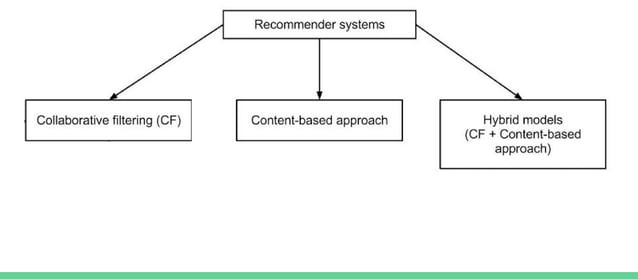 Recommender systems
Collaborative filtering (CF)
Content-based approach
Hybrid models
(CF + Content-based
approach)